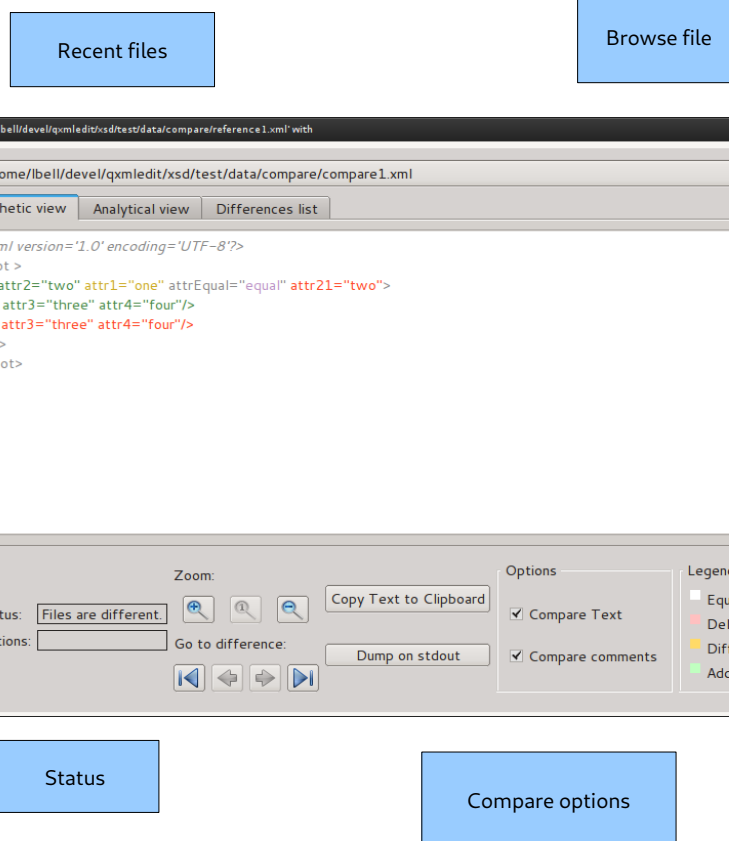 Recent files
Browse file
bell/devel/qxmledit/xsd/test/data/compare/reference1.xml' with
ome/lbell/devel/qxmledit/xsd/test/data/compare/compare1.xml
hetic view Analytical view Differences list
ml version='1.0' encoding='UTF-8'?>
ot >
attr2="two" attr1="one" attrEqual="equal" attr21="two">
attr3="three" attr4="four"/>
attr3="three" attr4="four"/>
>
ot>
Zoom:
Options
Legen
Copy Text to Clipboard
Equ
tus: Files are different.
Compare Text
Del
tions:
Go to difference:
Diff
Dump on stdout
Compare comments
Add
Status
Compare options